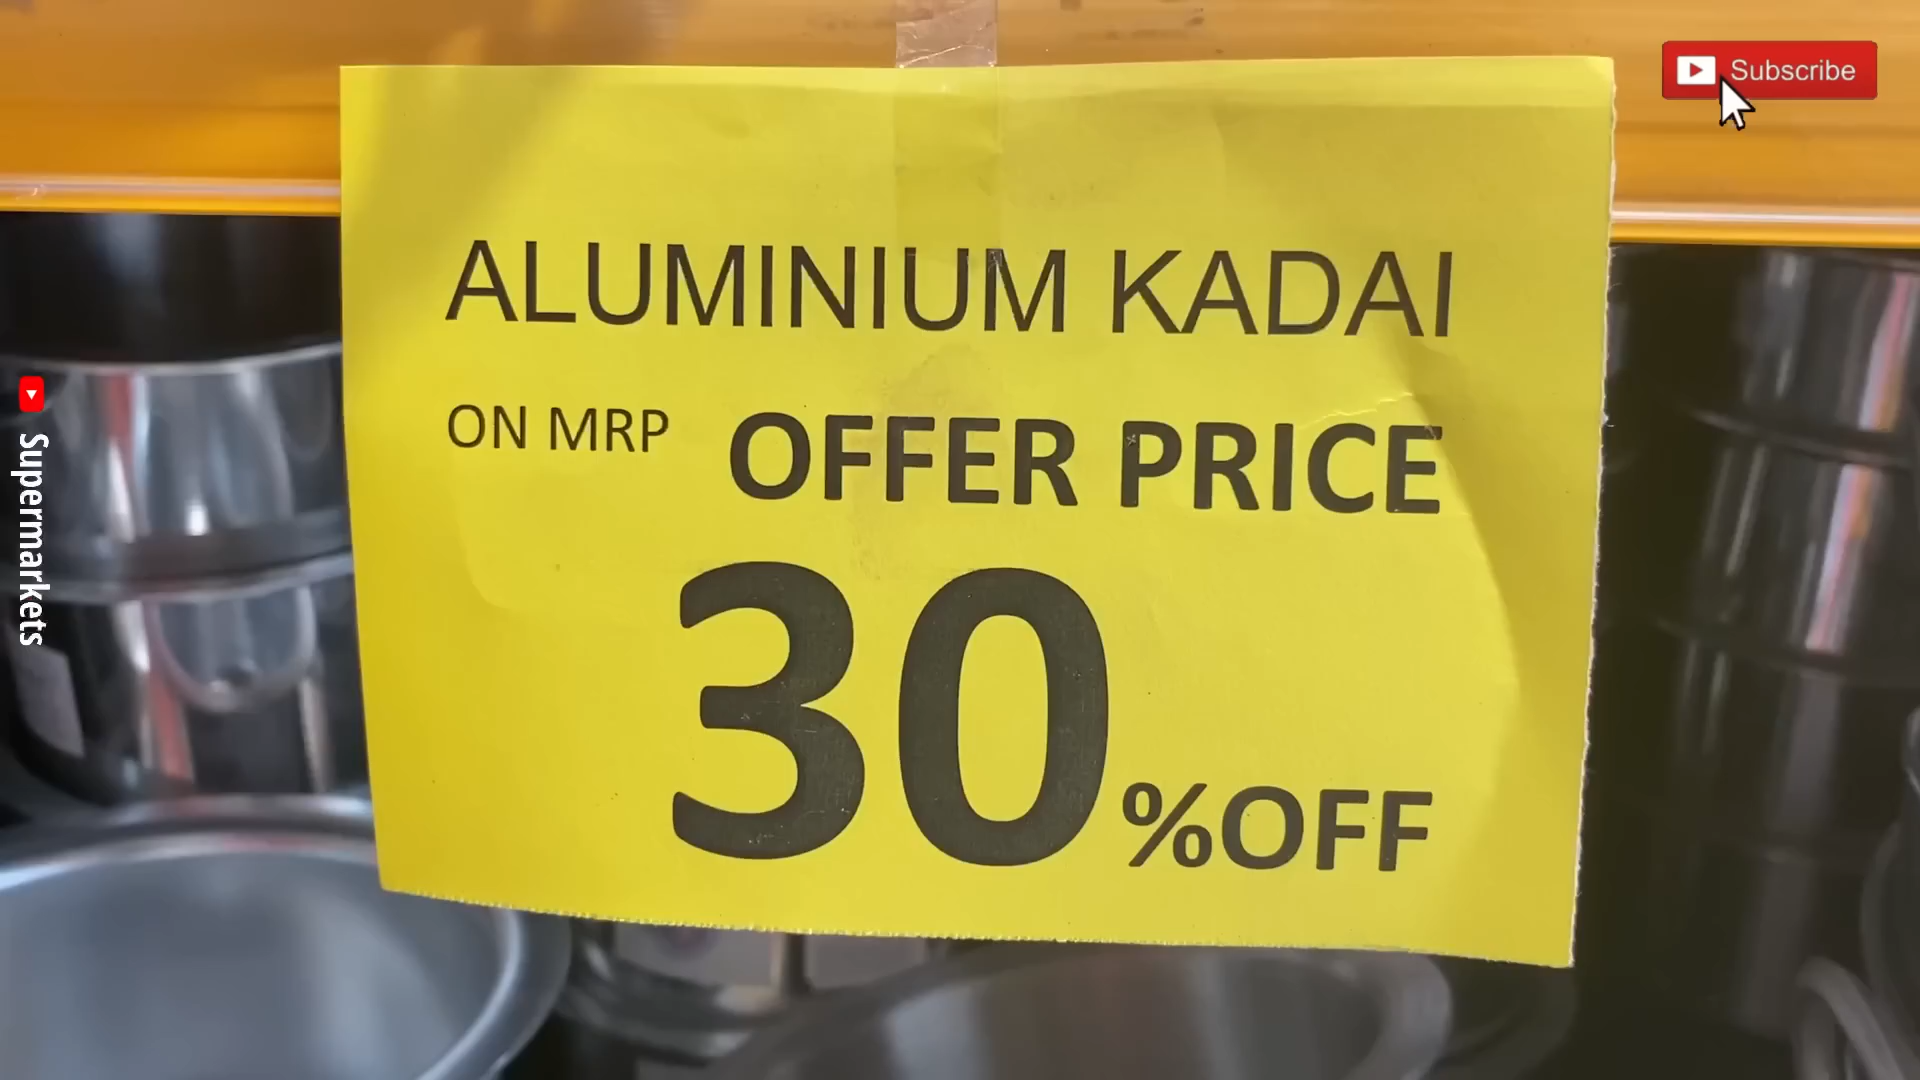 Subscribe
ALUMINIUM KADAI
ON MRP OFFER PRICE
30 %OFF
Supermarkets